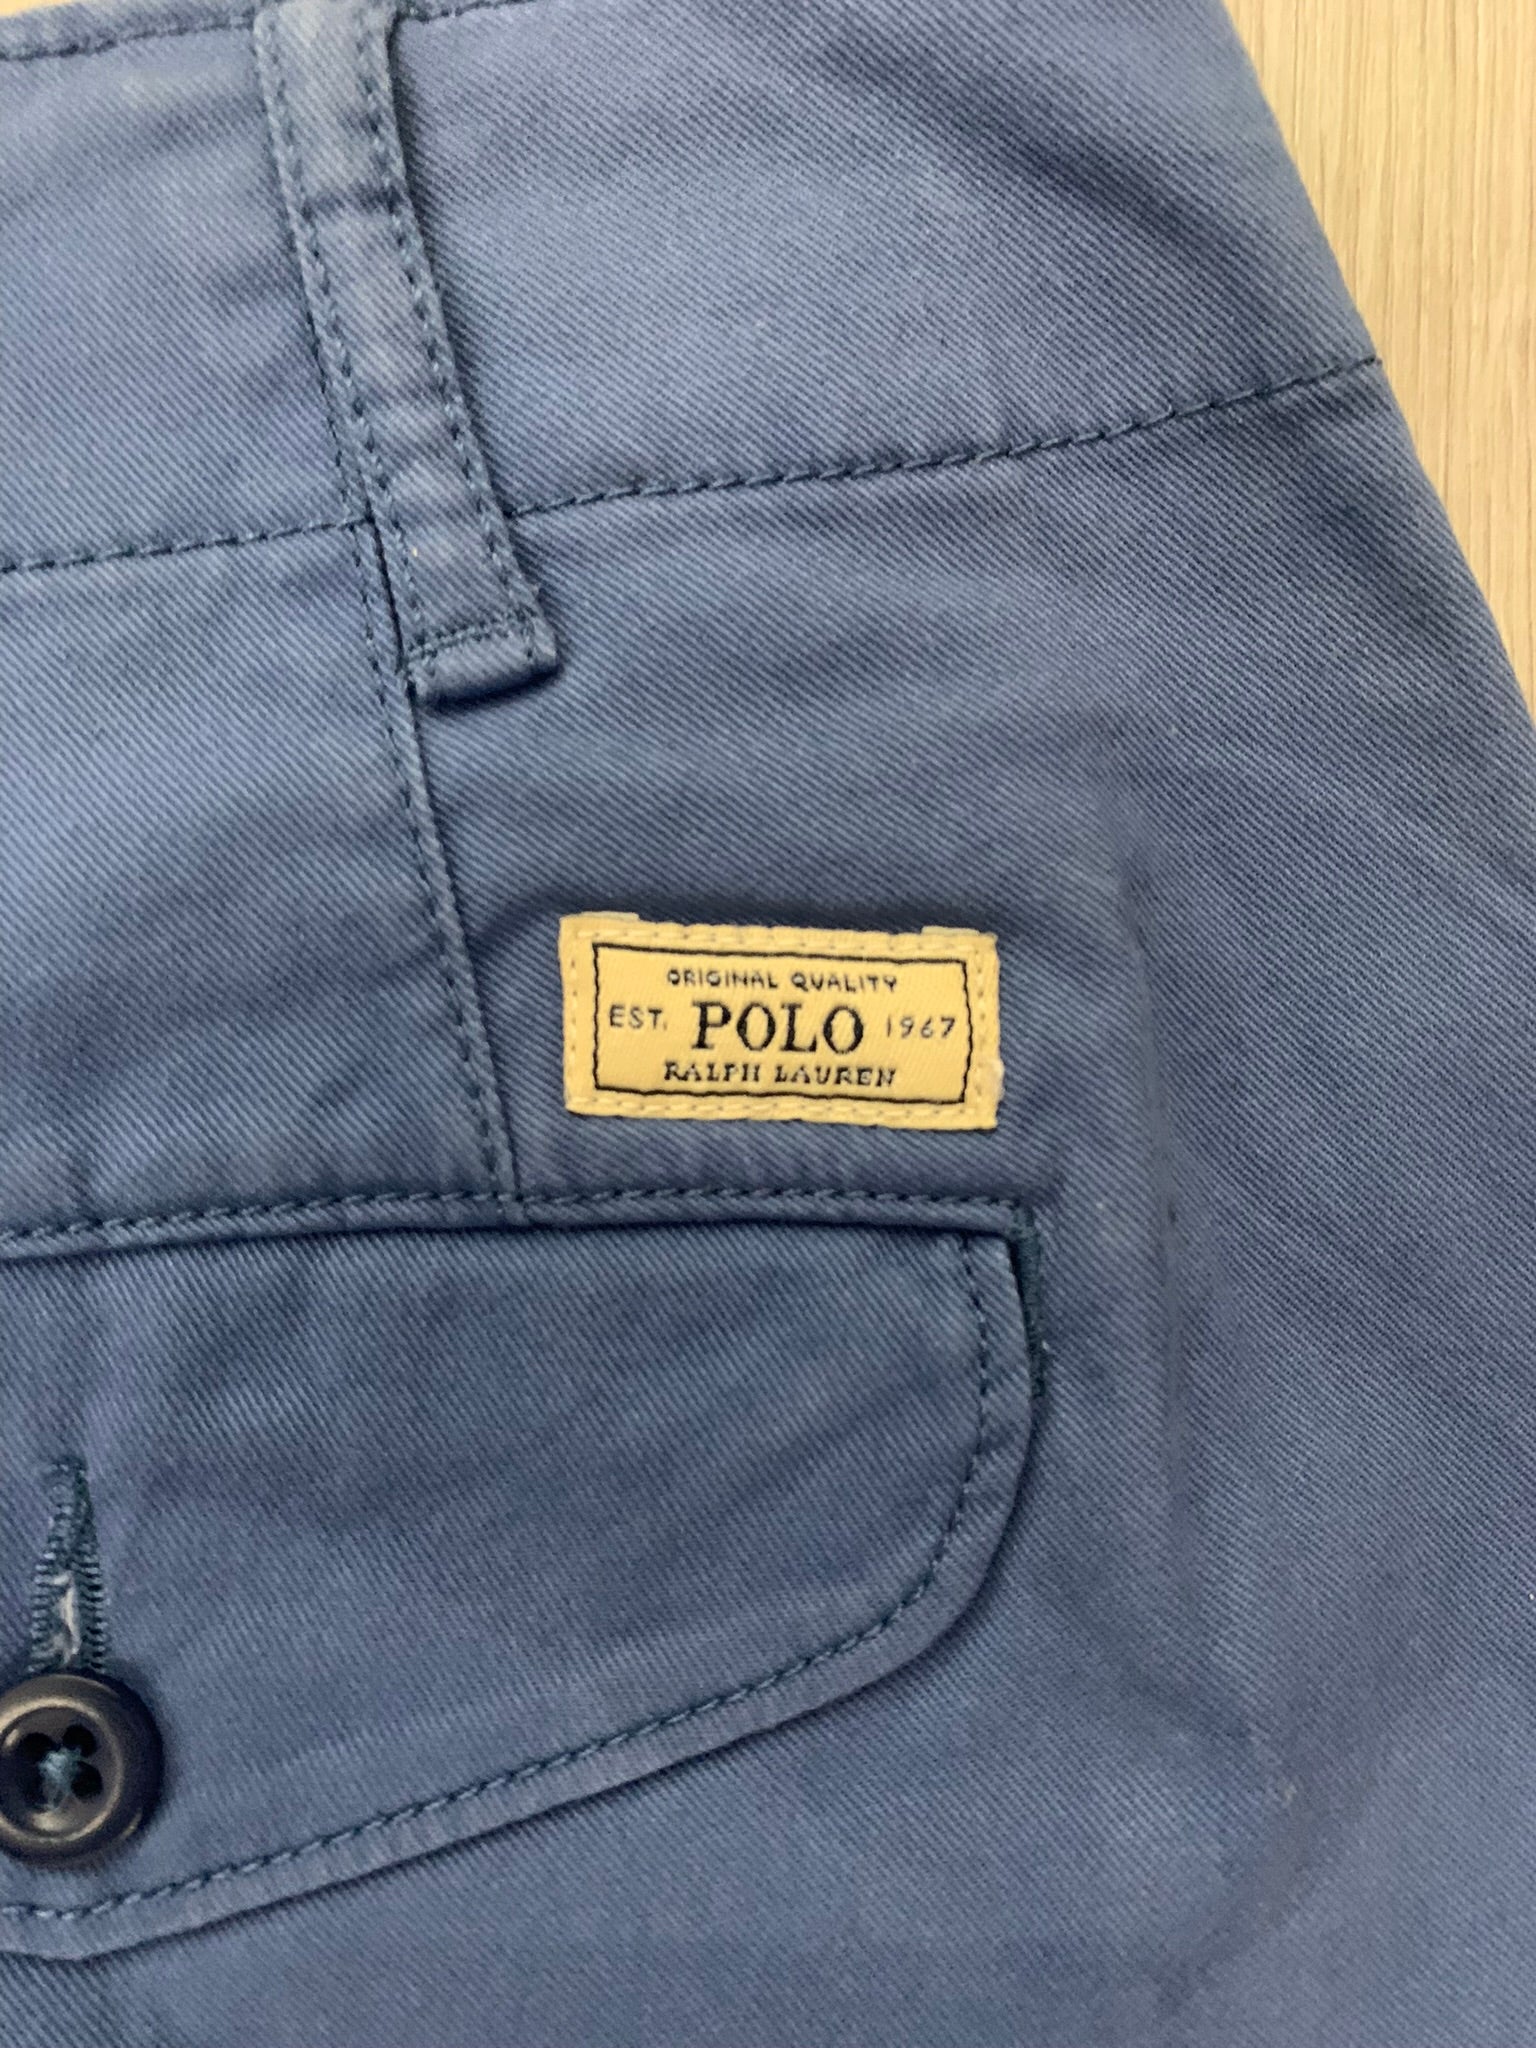 ORIGINAL QUALITY
EST. POLO 1967
RALPH LAUREN